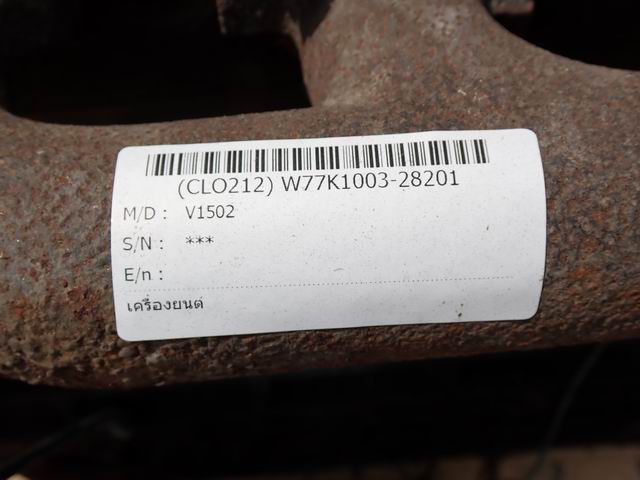 (CLO212) W77K1003-28201
M/D : V1502
S/N : ***
E/n :
เครื่องยนต์